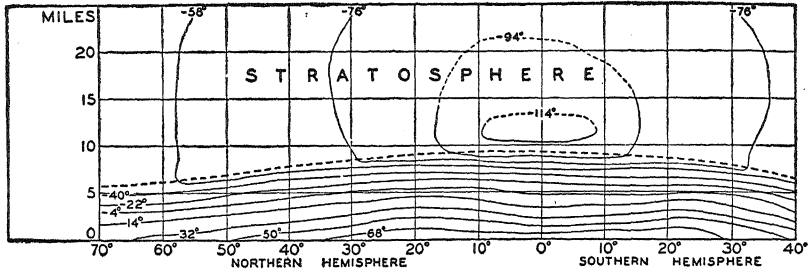 MILES -58° -76° -76°
20 -94°
STRATOSPHERE
15
-114°
10
5
-40°
-22°
-4°
14°
0 32° 50° 68°
70° 60° 50° 40° 30° 20° 10° 0° 10° 20° 30° 40°
NORTHERN HEMISPHERE SOUTHERN HEMISPHERE